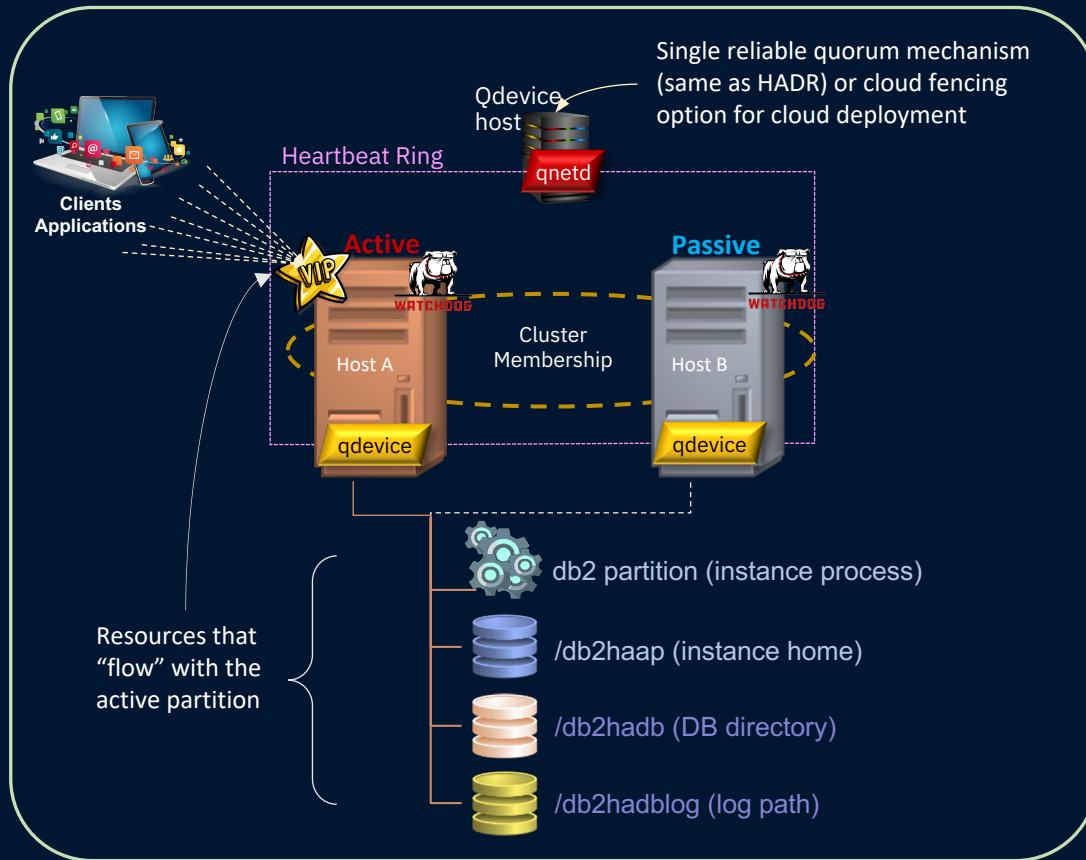 Single reliable quorum mechanism
(same as HADR) or cloud fencing
option for cloud deployment
Qdevice
host
qnetd
Heartbeat Ring
Clients
Applications
Active
Passive
VIP
WATCHDOG
WATCHDOG
Cluster
Membership
Host A
Host B
qdevice
qdevice
db2 partition (instance process)
/db2haap (instance home)
Resources that
“flow” with the
active partition
/db2hadb (DB directory)
/db2hadblog (log path)